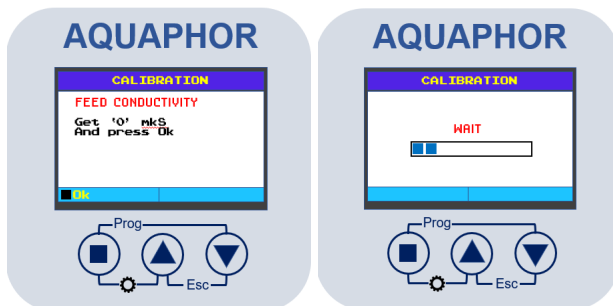 AQUAPHOR
CALIBRATION
FEED CONDUCTIVITY
Get '0' mkS
And press Ok
Ok
Prog
Esc
AQUAPHOR
CALIBRATION
WAIT
Prog
Esc